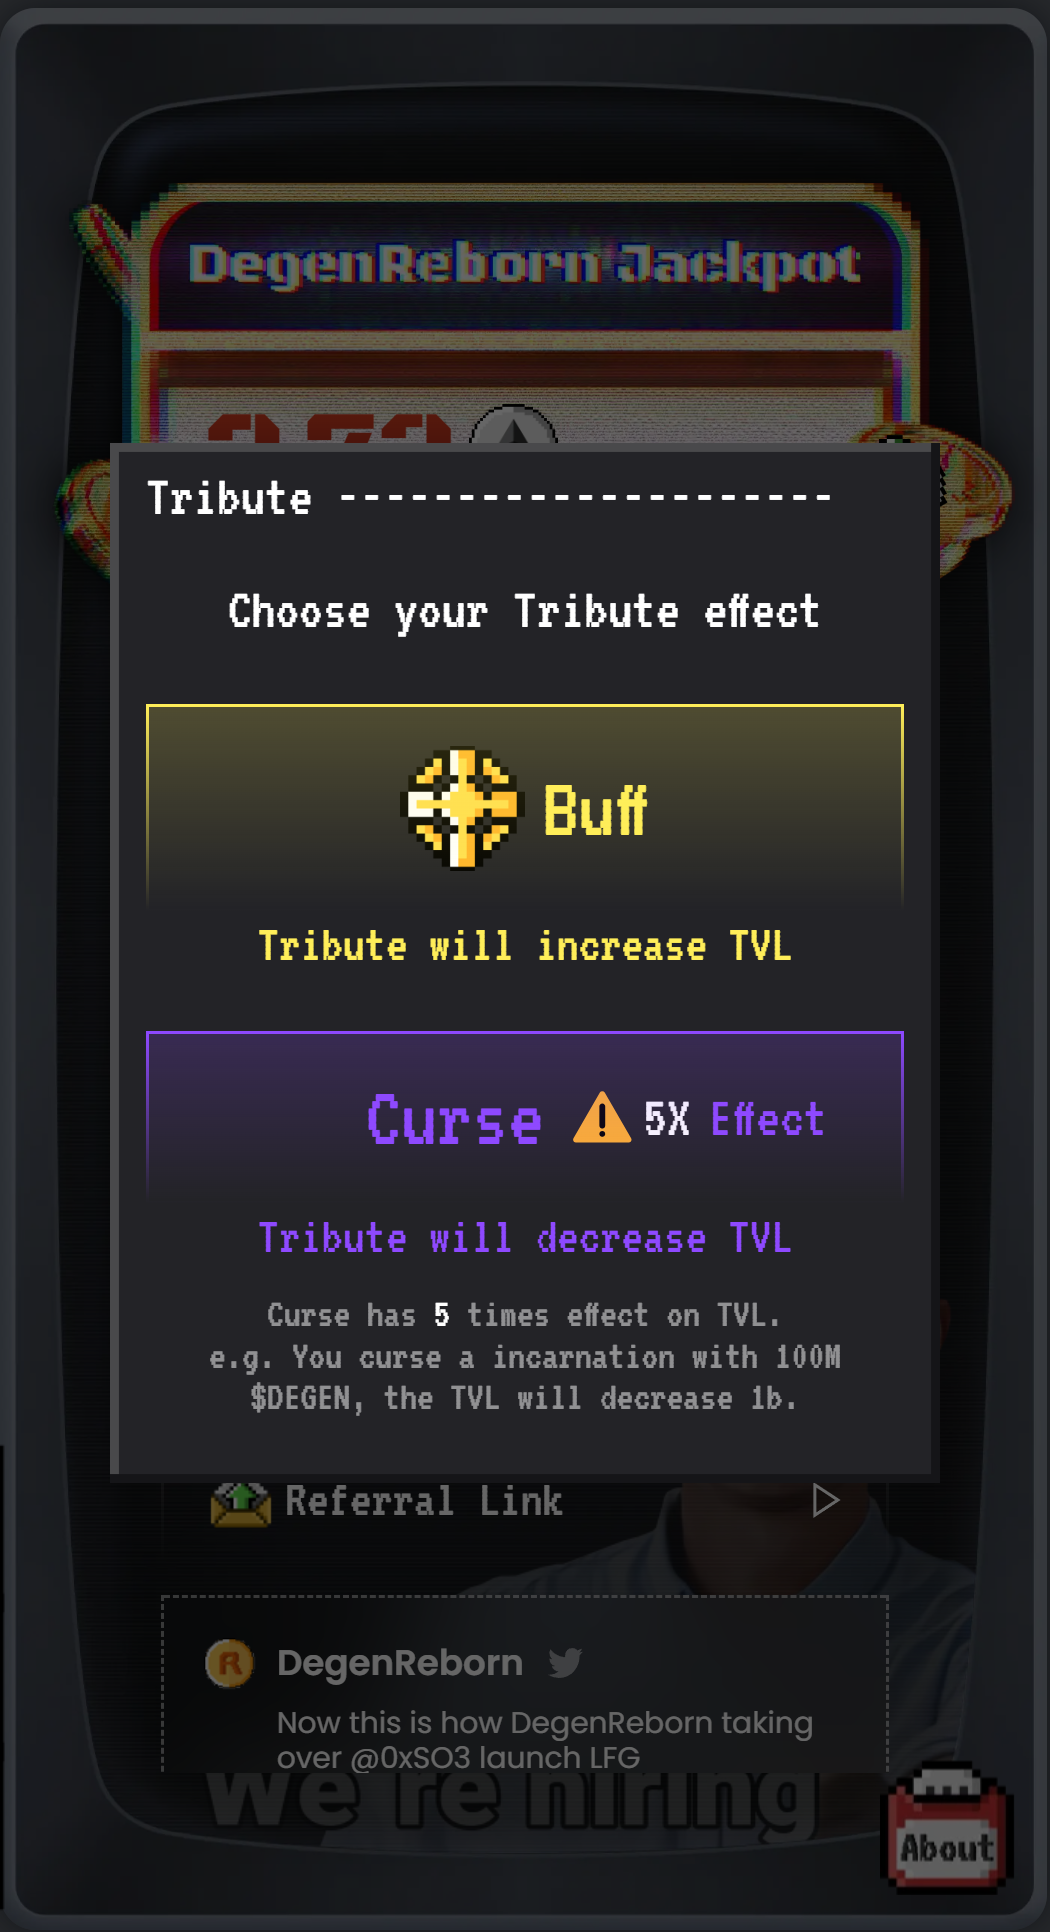 DegenReborn Jackpot
Tribute ---------------------
Choose your Tribute effect
Buff
Tribute will increase TVL
Curse ⚠ 5X Effect
Tribute will decrease TVL
Curse has 5 times effect on TVL.
e.g. You curse a incarnation with 100M
$DEGEN, the TVL will decrease 1b.
Referral Link
R DegenReborn
Now this is how DegenReborn taking
over @0xSO3 launch LFG
We're hiring
About